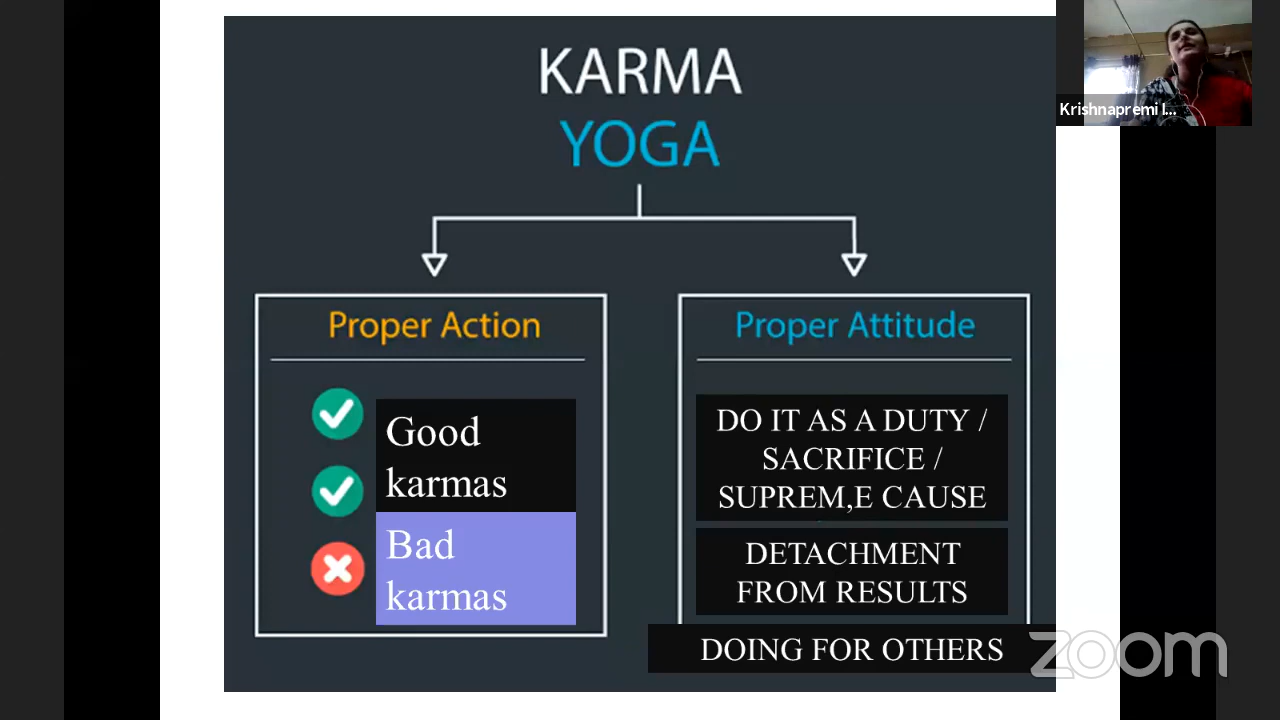 KARMA
YOGA
Proper Action
Good
karmas
Bad
karmas
Proper Attitude
DO IT AS A DUTY /
SACRIFICE /
SUPREM,E CAUSE
DETACHMENT
FROM RESULTS
DOING FOR OTHERS
Krishnapremi I...
zoom